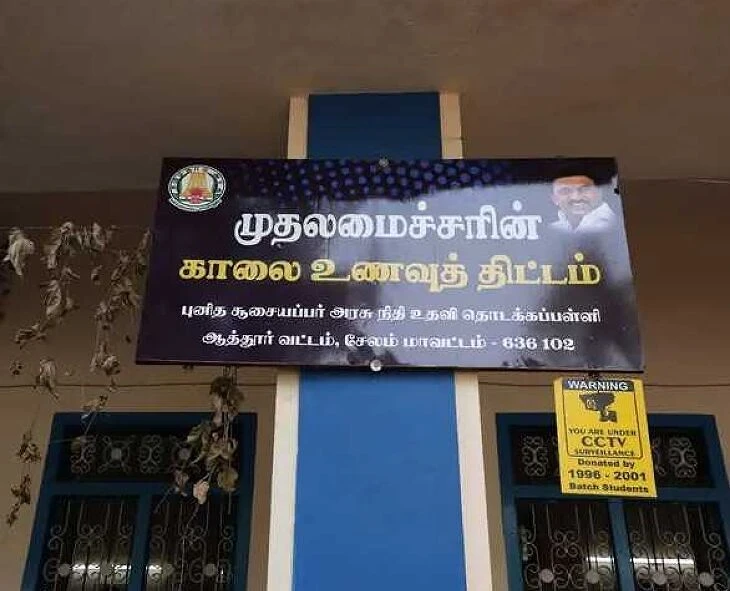 முதலமைச்சரின்
காலை உணவுத் திட்டம்
புனித சூசையப்பர் அரசு நிதி உதவி தொடக்கப்பள்ளி
ஆத்தூர் வட்டம், சேலம் மாவட்டம் - 636 102
WARNING
YOU ARE UNDER
CCTV
SURVEILLANCE
Donated by
1996 - 2001
Batch Students